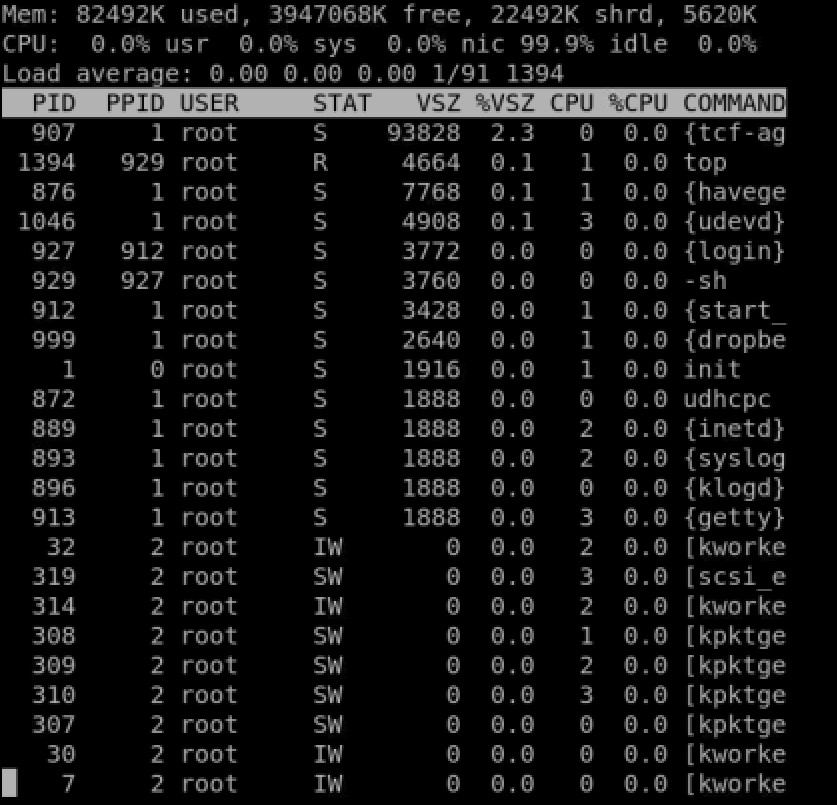 Mem: 82492K used, 3947068K free, 22492K shrd, 5620K
CPU:  0.0% usr  0.0% sys  0.0% nic 99.9% idle  0.0%
Load average: 0.00 0.00 0.00 1/91 1394
  PID  PPID USER     STAT   VSZ %VSZ CPU %CPU COMMAND
  907     1 root     S    93828  2.3   0  0.0 {tcf-ag
 1394   929 root     R     4664  0.1   1  0.0 top
  876     1 root     S     7768  0.1   1  0.0 {havege
 1046     1 root     S     4908  0.1   3  0.0 {udevd}
  927   912 root     S     3772  0.0   0  0.0 {login}
  929   927 root     S     3760  0.0   0  0.0 -sh
  912     1 root     S     3428  0.0   1  0.0 {start_
  999     1 root     S     2640  0.0   1  0.0 {dropbe
    1     0 root     S     1916  0.0   1  0.0 init
  872     1 root     S     1888  0.0   0  0.0 udhcpc
  889     1 root     S     1888  0.0   2  0.0 {inetd}
  893     1 root     S     1888  0.0   2  0.0 {syslog
  896     1 root     S     1888  0.0   0  0.0 {klogd}
  913     1 root     S     1888  0.0   3  0.0 {getty}
   32     2 root     IW       0  0.0   2  0.0 [kworke
  319     2 root     SW       0  0.0   3  0.0 [scsi_e
  314     2 root     IW       0  0.0   2  0.0 [kworke
  308     2 root     SW       0  0.0   1  0.0 [kpktge
  309     2 root     SW       0  0.0   2  0.0 [kpktge
  310     2 root     SW       0  0.0   3  0.0 [kpktge
  307     2 root     SW       0  0.0   0  0.0 [kpktge
   30     2 root     IW       0  0.0   0  0.0 [kworke
    7     2 root     IW       0  0.0   0  0.0 [kworke